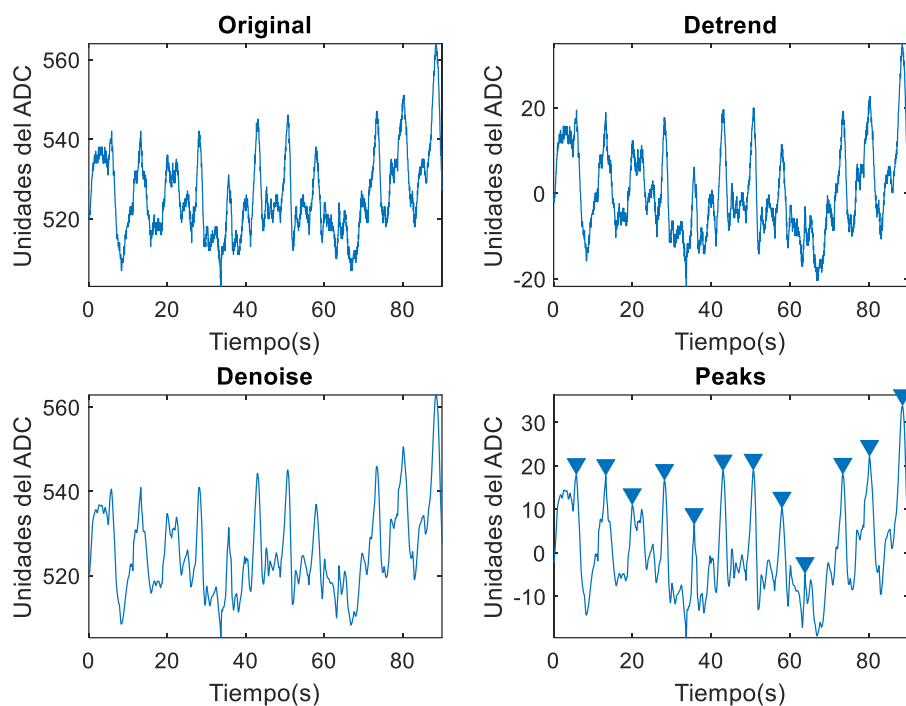 Original
Unidades del ADC
560
540
520
0 20 40 60 80
Tiempo(s)
Detrend
Unidades del ADC
20
0
-20
0 20 40 60 80
Tiempo(s)
Denoise
Unidades del ADC
560
540
520
0 20 40 60 80
Tiempo(s)
Peaks
Unidades del ADC
30
20
10
0
-10
0 20 40 60 80
Tiempo(s)